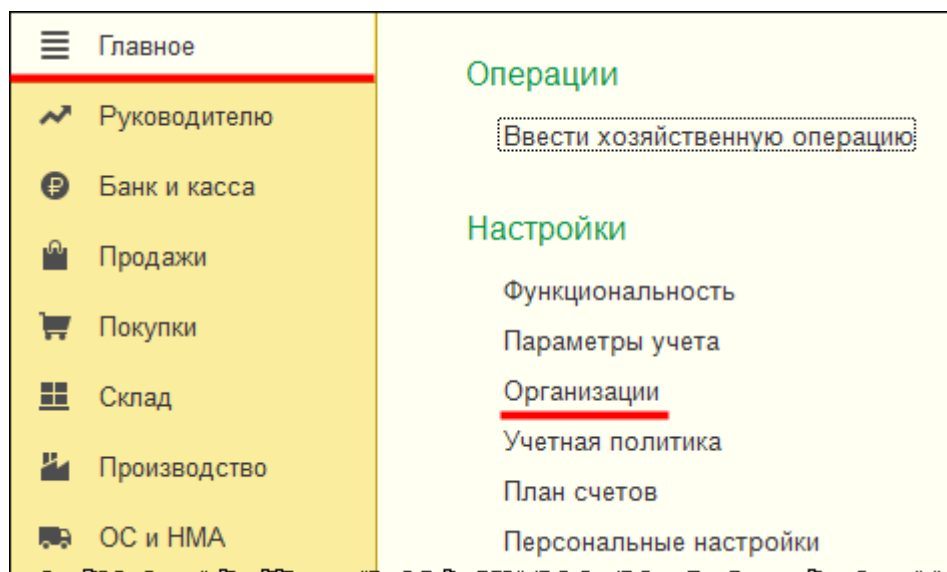 Главное
Руководителю
Банк и касса
Продажи
Покупки
Склад
Производство
ОС и НМА
Операции
Ввести хозяйственную операцию
Настройки
Функциональность
Параметры учета
Организации
Учетная политика
План счетов
Персональные настройки